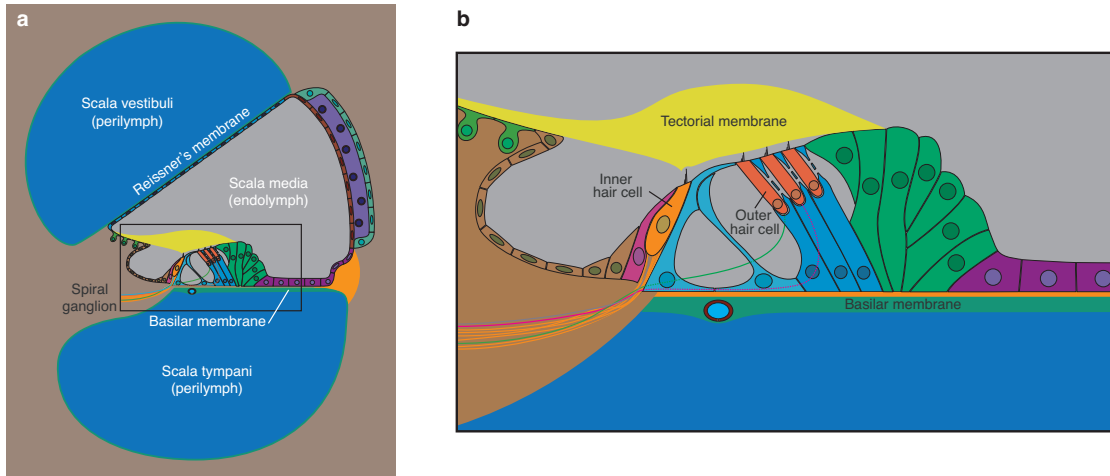 a
Scala vestibuli
(perilymph)
Reissner's membrane
Scala media
(endolymph)
Spiral
ganglion
Basilar membrane
Scala tympani
(perilymph)
b
Tectorial membrane
Inner
hair cell
Outer
hair cell
Basilar membrane